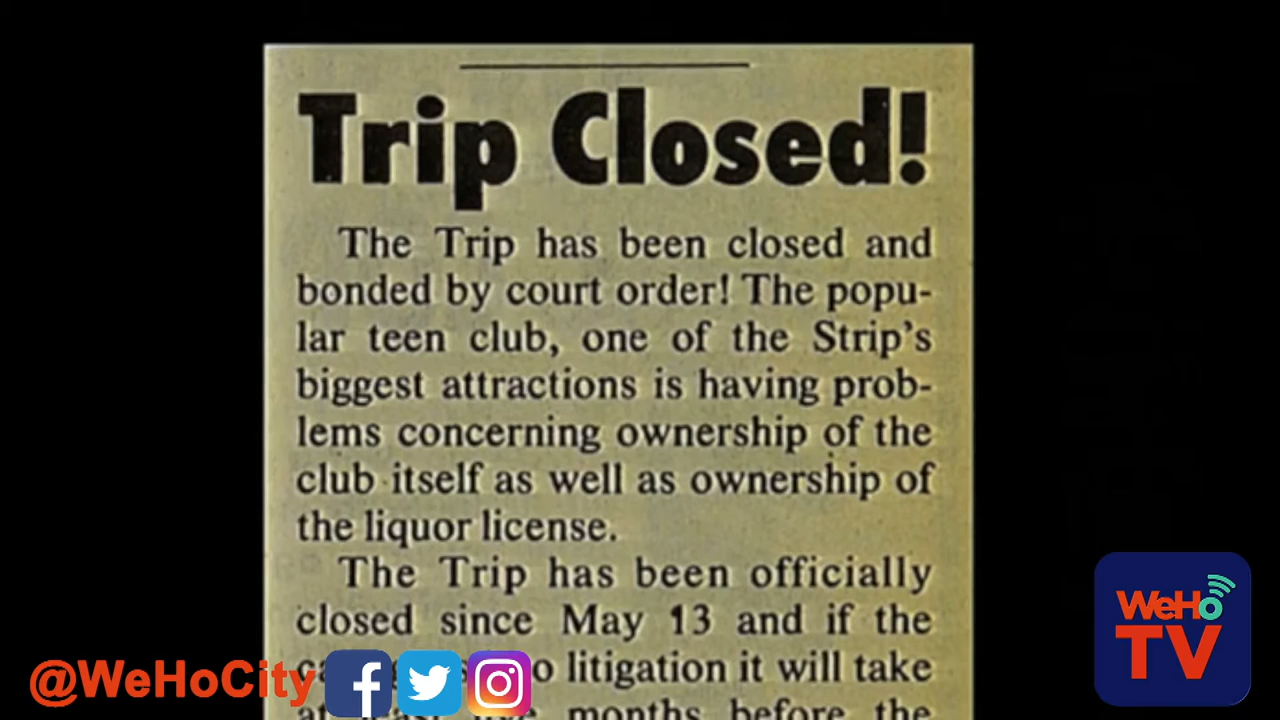 Trip Closed!
The Trip has been closed and
bonded by court order! The popu-
lar teen club, one of the Strip's
biggest attractions is having prob-
lems concerning ownership of the
club itself as well as ownership of
the liquor license.
The Trip has been officially
closed since May 13 and if the
litigation it will take
months before the
@WeHoCity
WeHo
TV